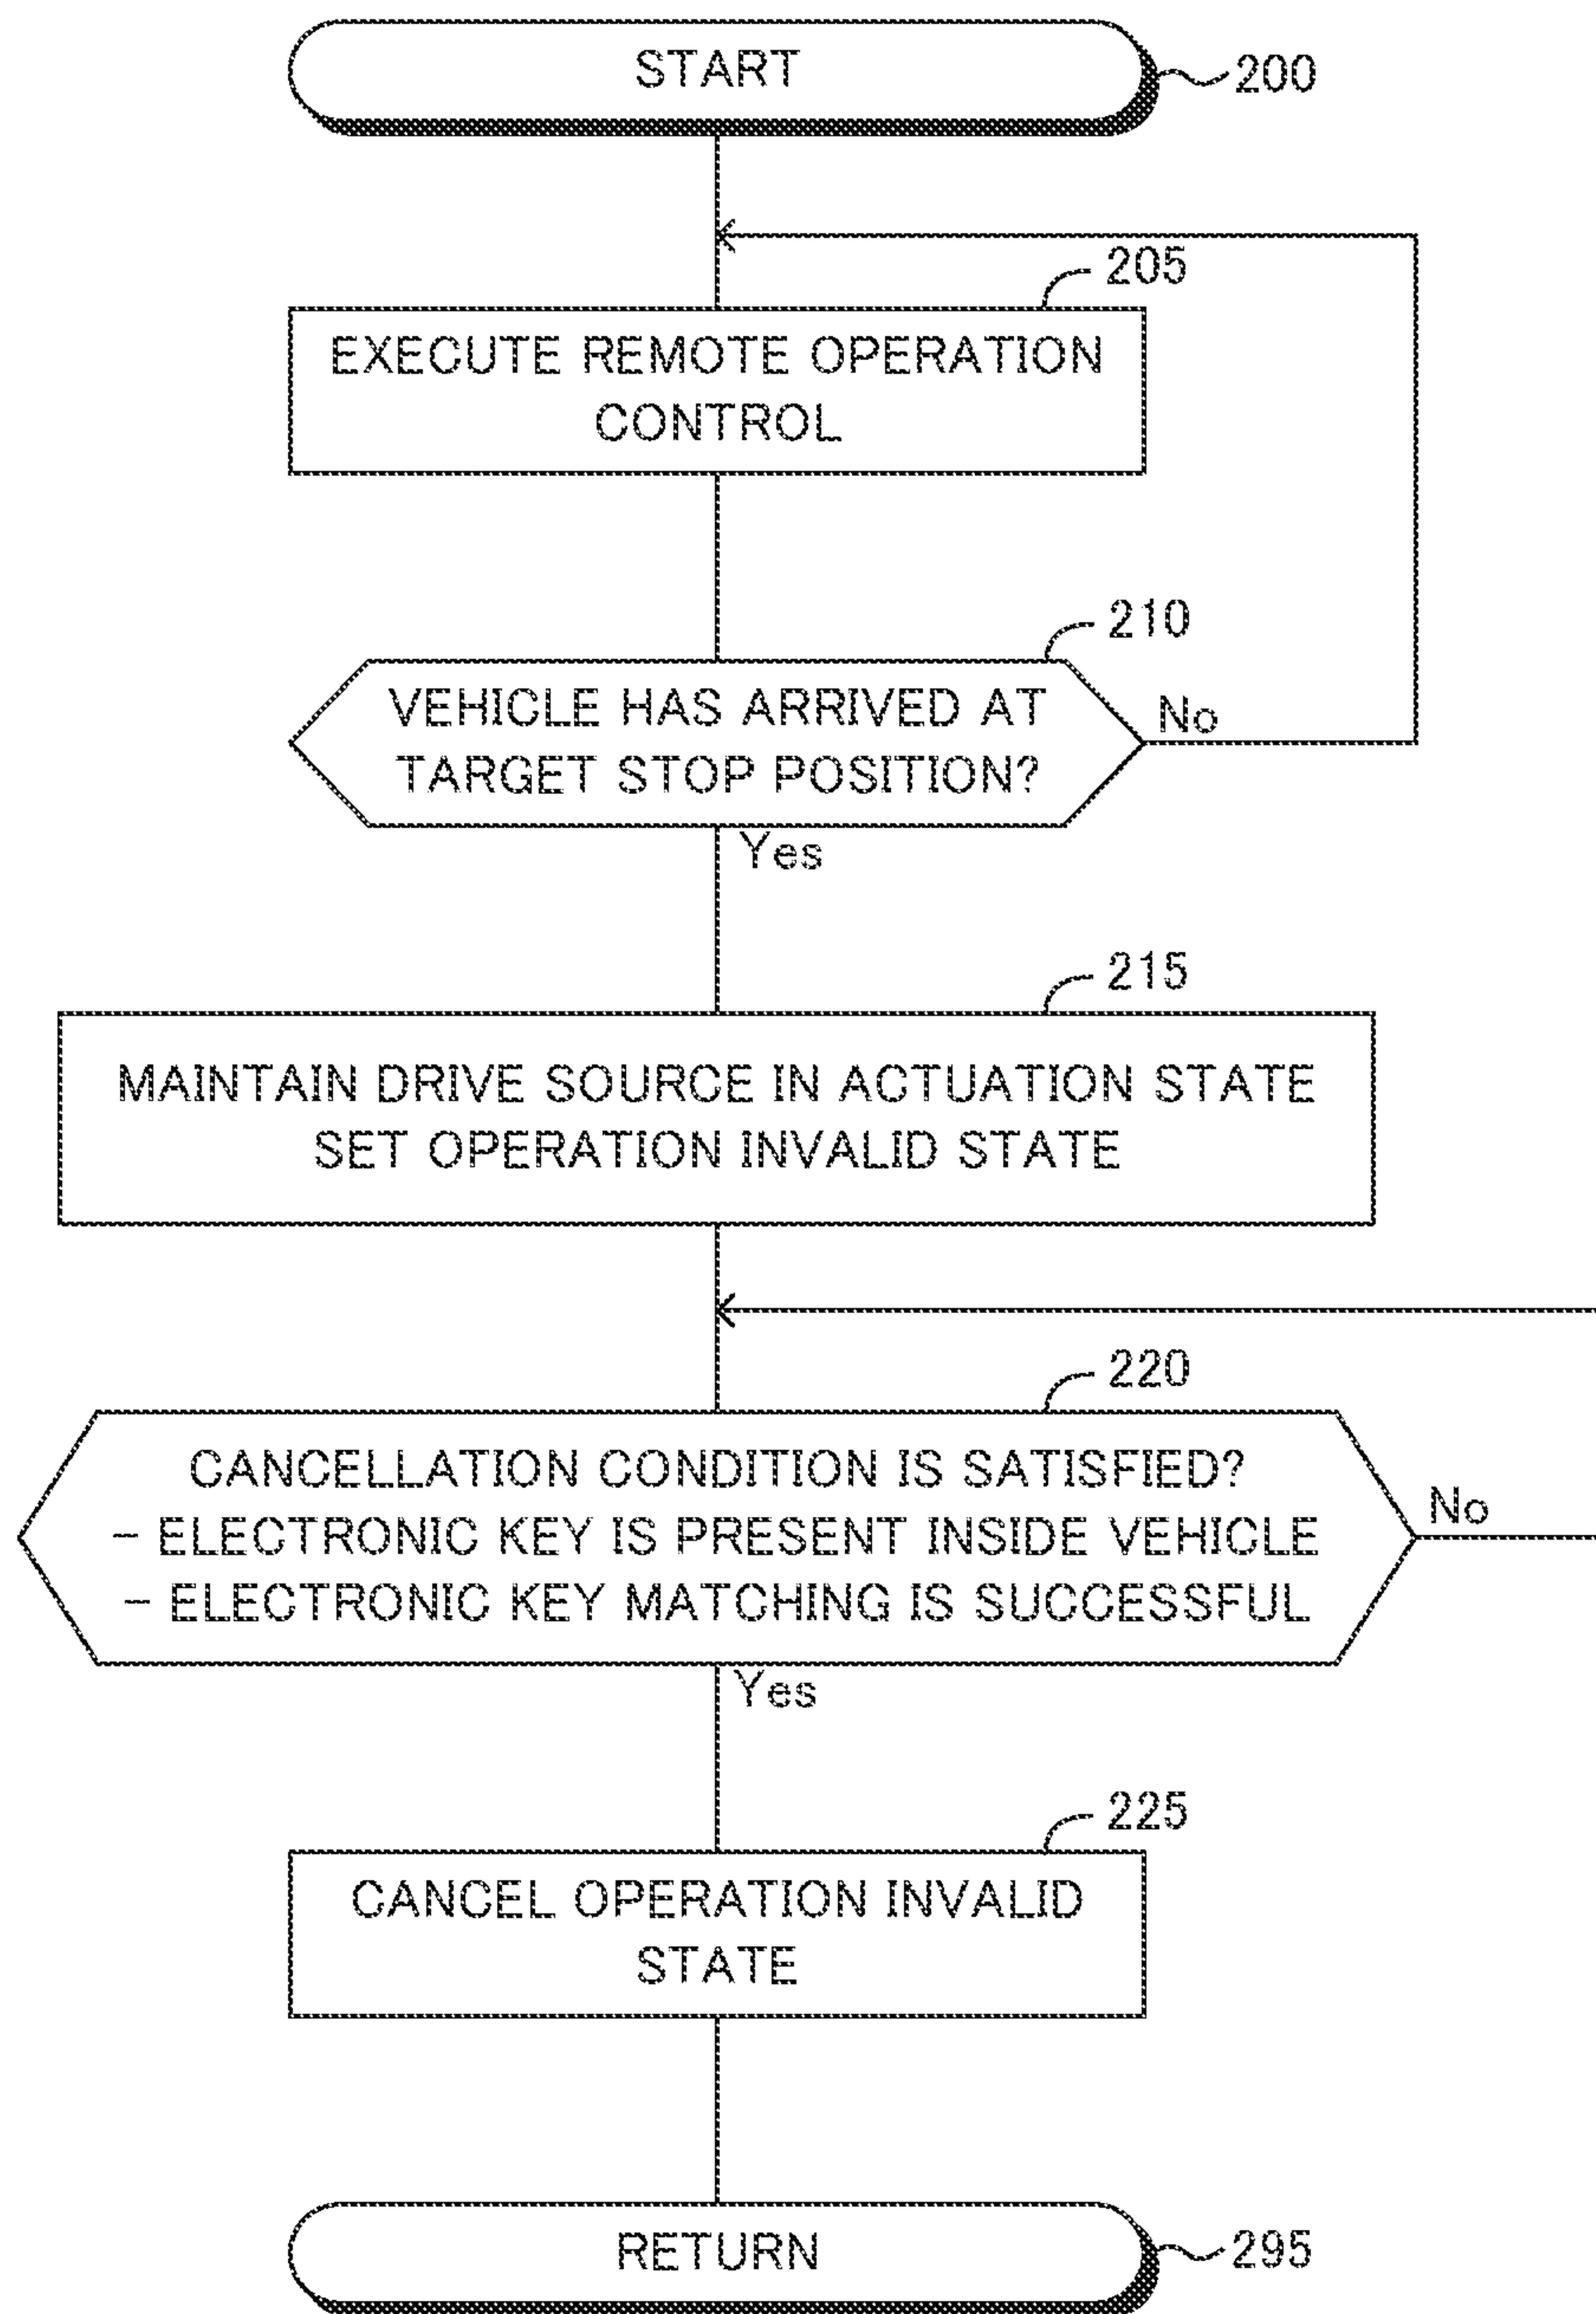 START
200
205
EXECUTE REMOTE OPERATION
CONTROL
210
VEHICLE HAS ARRIVED AT
TARGET STOP POSITION?
No
Yes
215
MAINTAIN DRIVE SOURCE IN ACTUATION STATE
SET OPERATION INVALID STATE
220
CANCELLATION CONDITION IS SATISFIED?
- ELECTRONIC KEY IS PRESENT INSIDE VEHICLE
- ELECTRONIC KEY MATCHING IS SUCCESSFUL
No
Yes
225
CANCEL OPERATION INVALID
STATE
RETURN
295